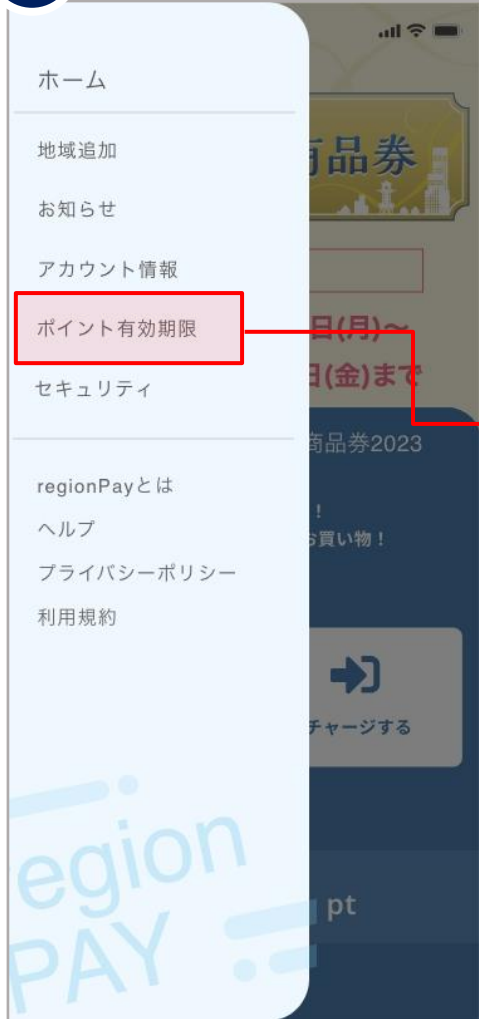 ホーム
地域追加
お知らせ
アカウント情報
ポイント有効期限
セキュリティ
regionPayとは
ヘルプ
プライバシーポリシー
利用規約
region
PAY
商品券
日(月)～
日(金)まで
商品券2023
！
お買い物！
チャージする
pt